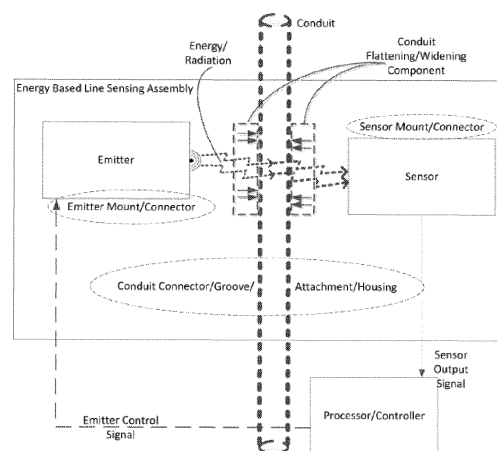 Conduit
Energy/
Radiation
Conduit
Flattening/Widening
Component
Energy Based Line Sensing Assembly
Sensor Mount/Connector
Emitter
Sensor
Emitter Mount/Connector
Conduit Connector/Groove/
Attachment/Housing
Sensor
Output
Signal
Emitter Control
Signal
Processor/Controller